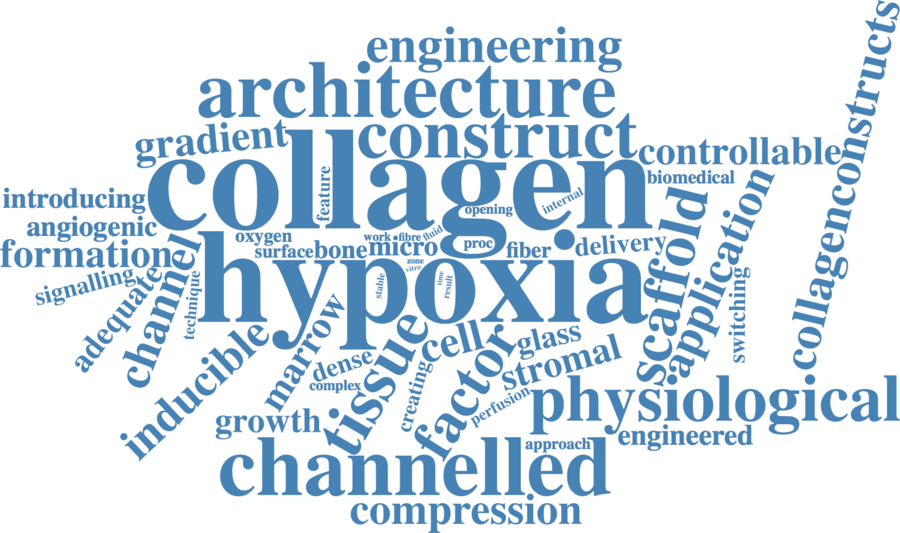 engineering
architecture
gradient
construct
collagen
controllable
biomedical
collagenconstructs
feature
opening
internal
introducing
angiogenic
formation
signalling
adequate
channel
technique
oxygen
work
fibre
fluid
surface
bone
micro
proc
fiber
delivery
scaffold
application
switching
hypoxia
zone
vitro
stable
time
result
inducible
marrow
dense
complex
tissue
cell
creating
factor
glass
stromal
perfusion
physiological
growth
engineered
approach
channelled
compression